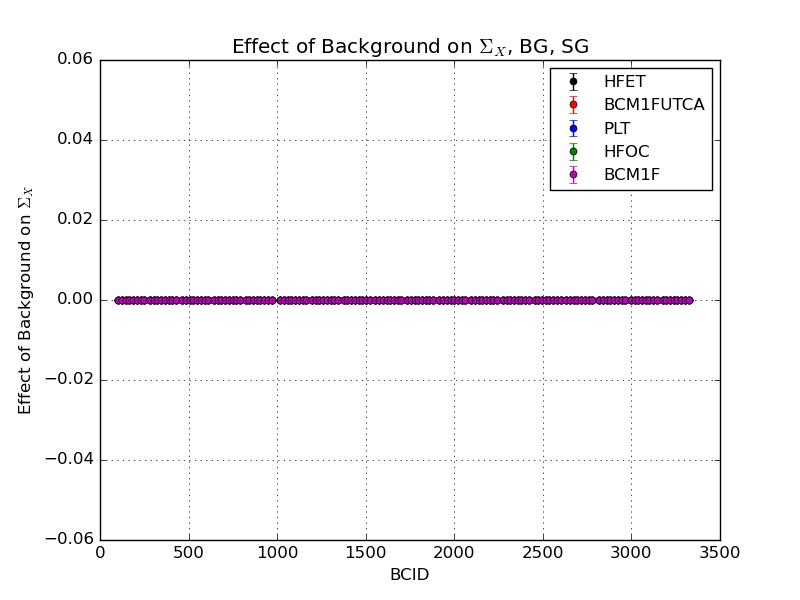 Effect of Background on Σ_X, BG, SG
0.06
0.04
0.02
0.00
−0.02
−0.04
−0.06
Effect of Background on Σ_X
HFET
BCM1FUTCA
PLT
HFOC
BCM1F
0 500 1000 1500 2000 2500 3000 3500
BCID